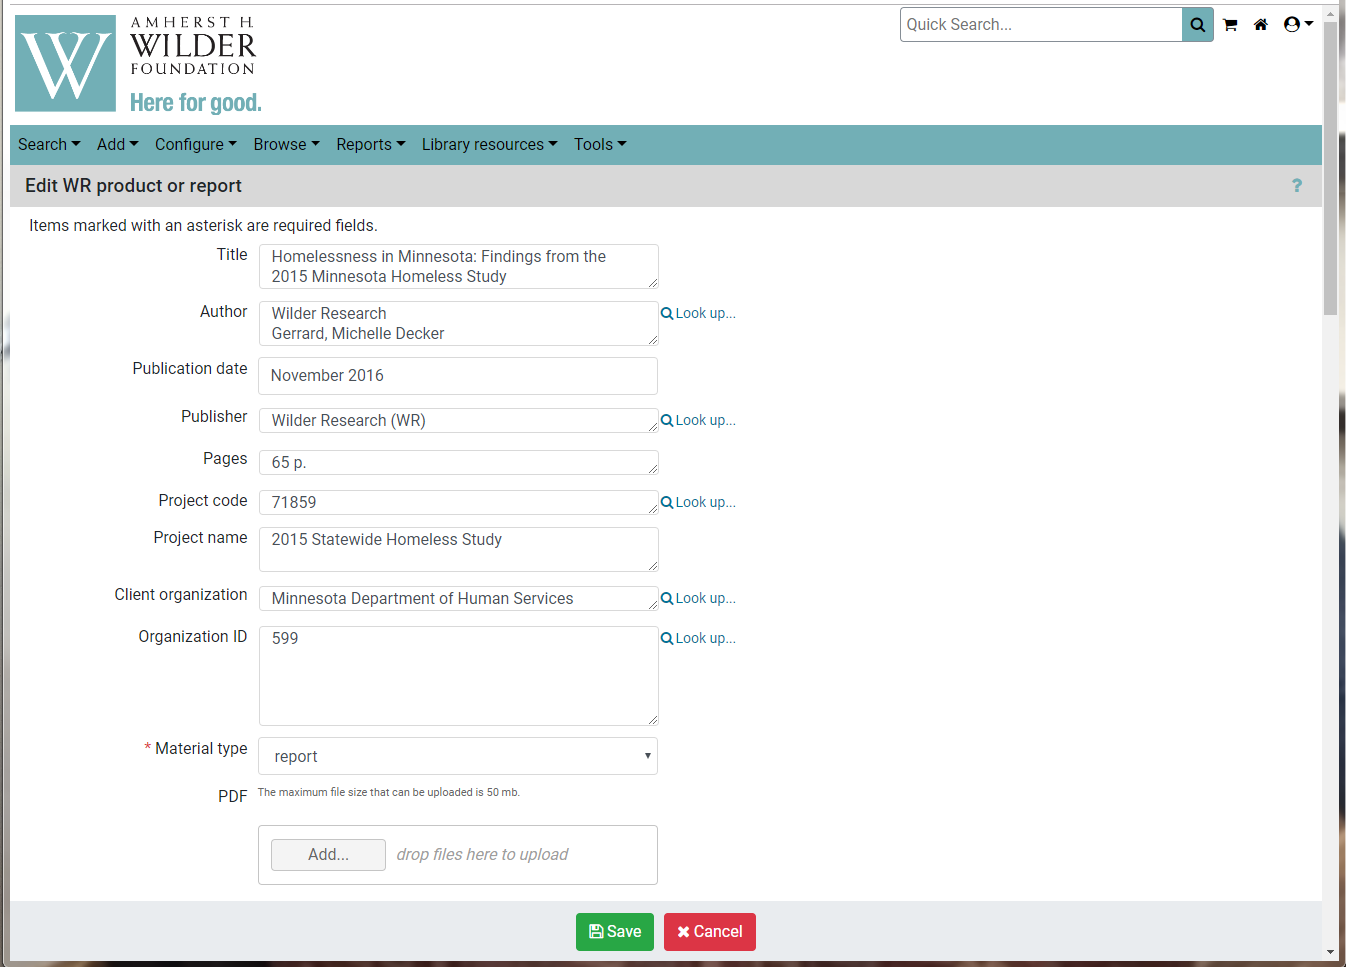 W
AMHERST H.
WILDER
FOUNDATION
Here for good.
Quick Search...
Search Add Configure Browse Reports Library resources Tools
Edit WR product or report
?
Items marked with an asterisk are required fields.
Title
Homelessness in Minnesota: Findings from the
2015 Minnesota Homeless Study
Author
Wilder Research
Gerrard, Michelle Decker
Look up...
Publication date
November 2016
Publisher
Wilder Research (WR)
Look up...
Pages
65 p.
Project code
71859
Look up...
Project name
2015 Statewide Homeless Study
Client organization
Minnesota Department of Human Services
Look up...
Organization ID
599
Look up...
* Material type
report
PDF
The maximum file size that can be uploaded is 50 mb.
Add...
drop files here to upload
Save
Cancel